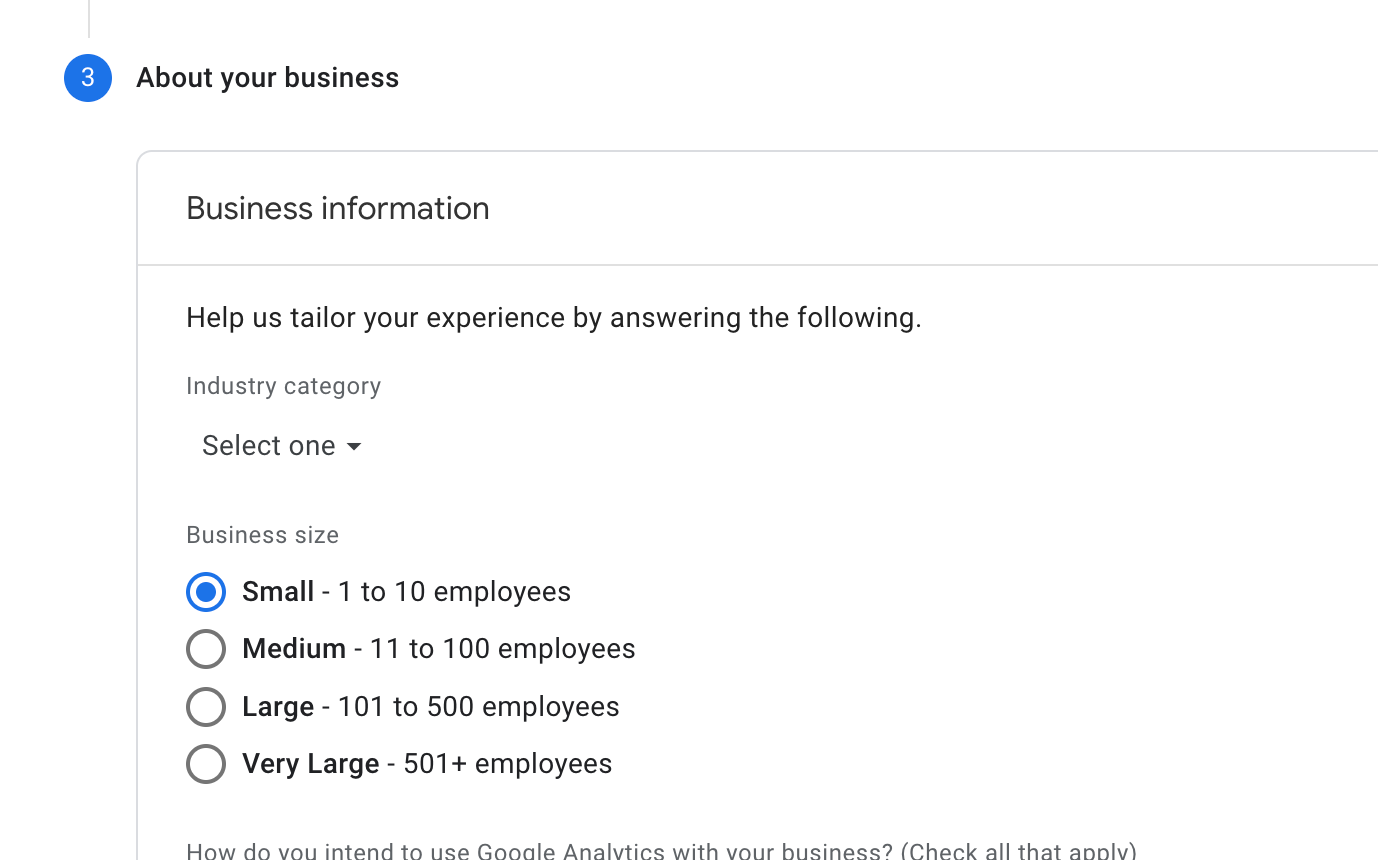 3
About your business
Business information
Help us tailor your experience by answering the following.
Industry category
Select one
Business size
Small - 1 to 10 employees
Medium - 11 to 100 employees
Large - 101 to 500 employees
Very Large - 501+ employees
How do you intend to use Google Analytics with your business? (Check all that apply)